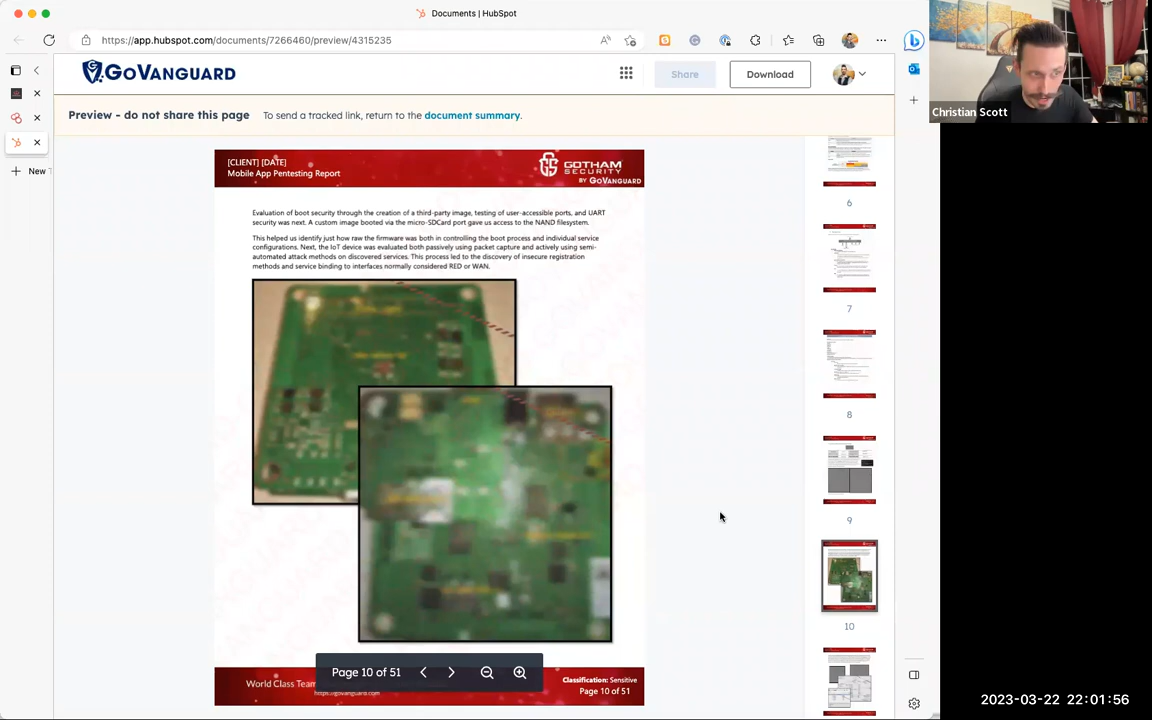 Documents | HubSpot
https://app.hubspot.com/documents/7266460/preview/4315235
Christian Scott
GOVANGUARD
Share
Download
Preview - do not share this page To send a tracked link, return to the document summary.
New
[CLIENT] [DATE]
Mobile App Pentesting Report
GOTHAM
SECURITY
BY GOVANGUARD
Evaluation of boot security through the creation of a third-party image, testing of user-accessible ports, and UART
security was next. A custom image booted via the micro-SDCard port gave us access to the NAND filesystem.
This helped us identify just how raw the firmware was both in controlling the boot process and individual service
configurations. Next, the IoT device was evaluated both passively using packet capture and actively using semi-
automated attack methods on discovered services. This process led to the discovery of insecure registration
methods and service binding to interfaces normally considered RED or WAN.
6
7
8
9
10
Page 10 of 51
World Class Team
https://govanguard.com
Classification: Sensitive
Page 10 of 51
2023-03-22 22:01:56